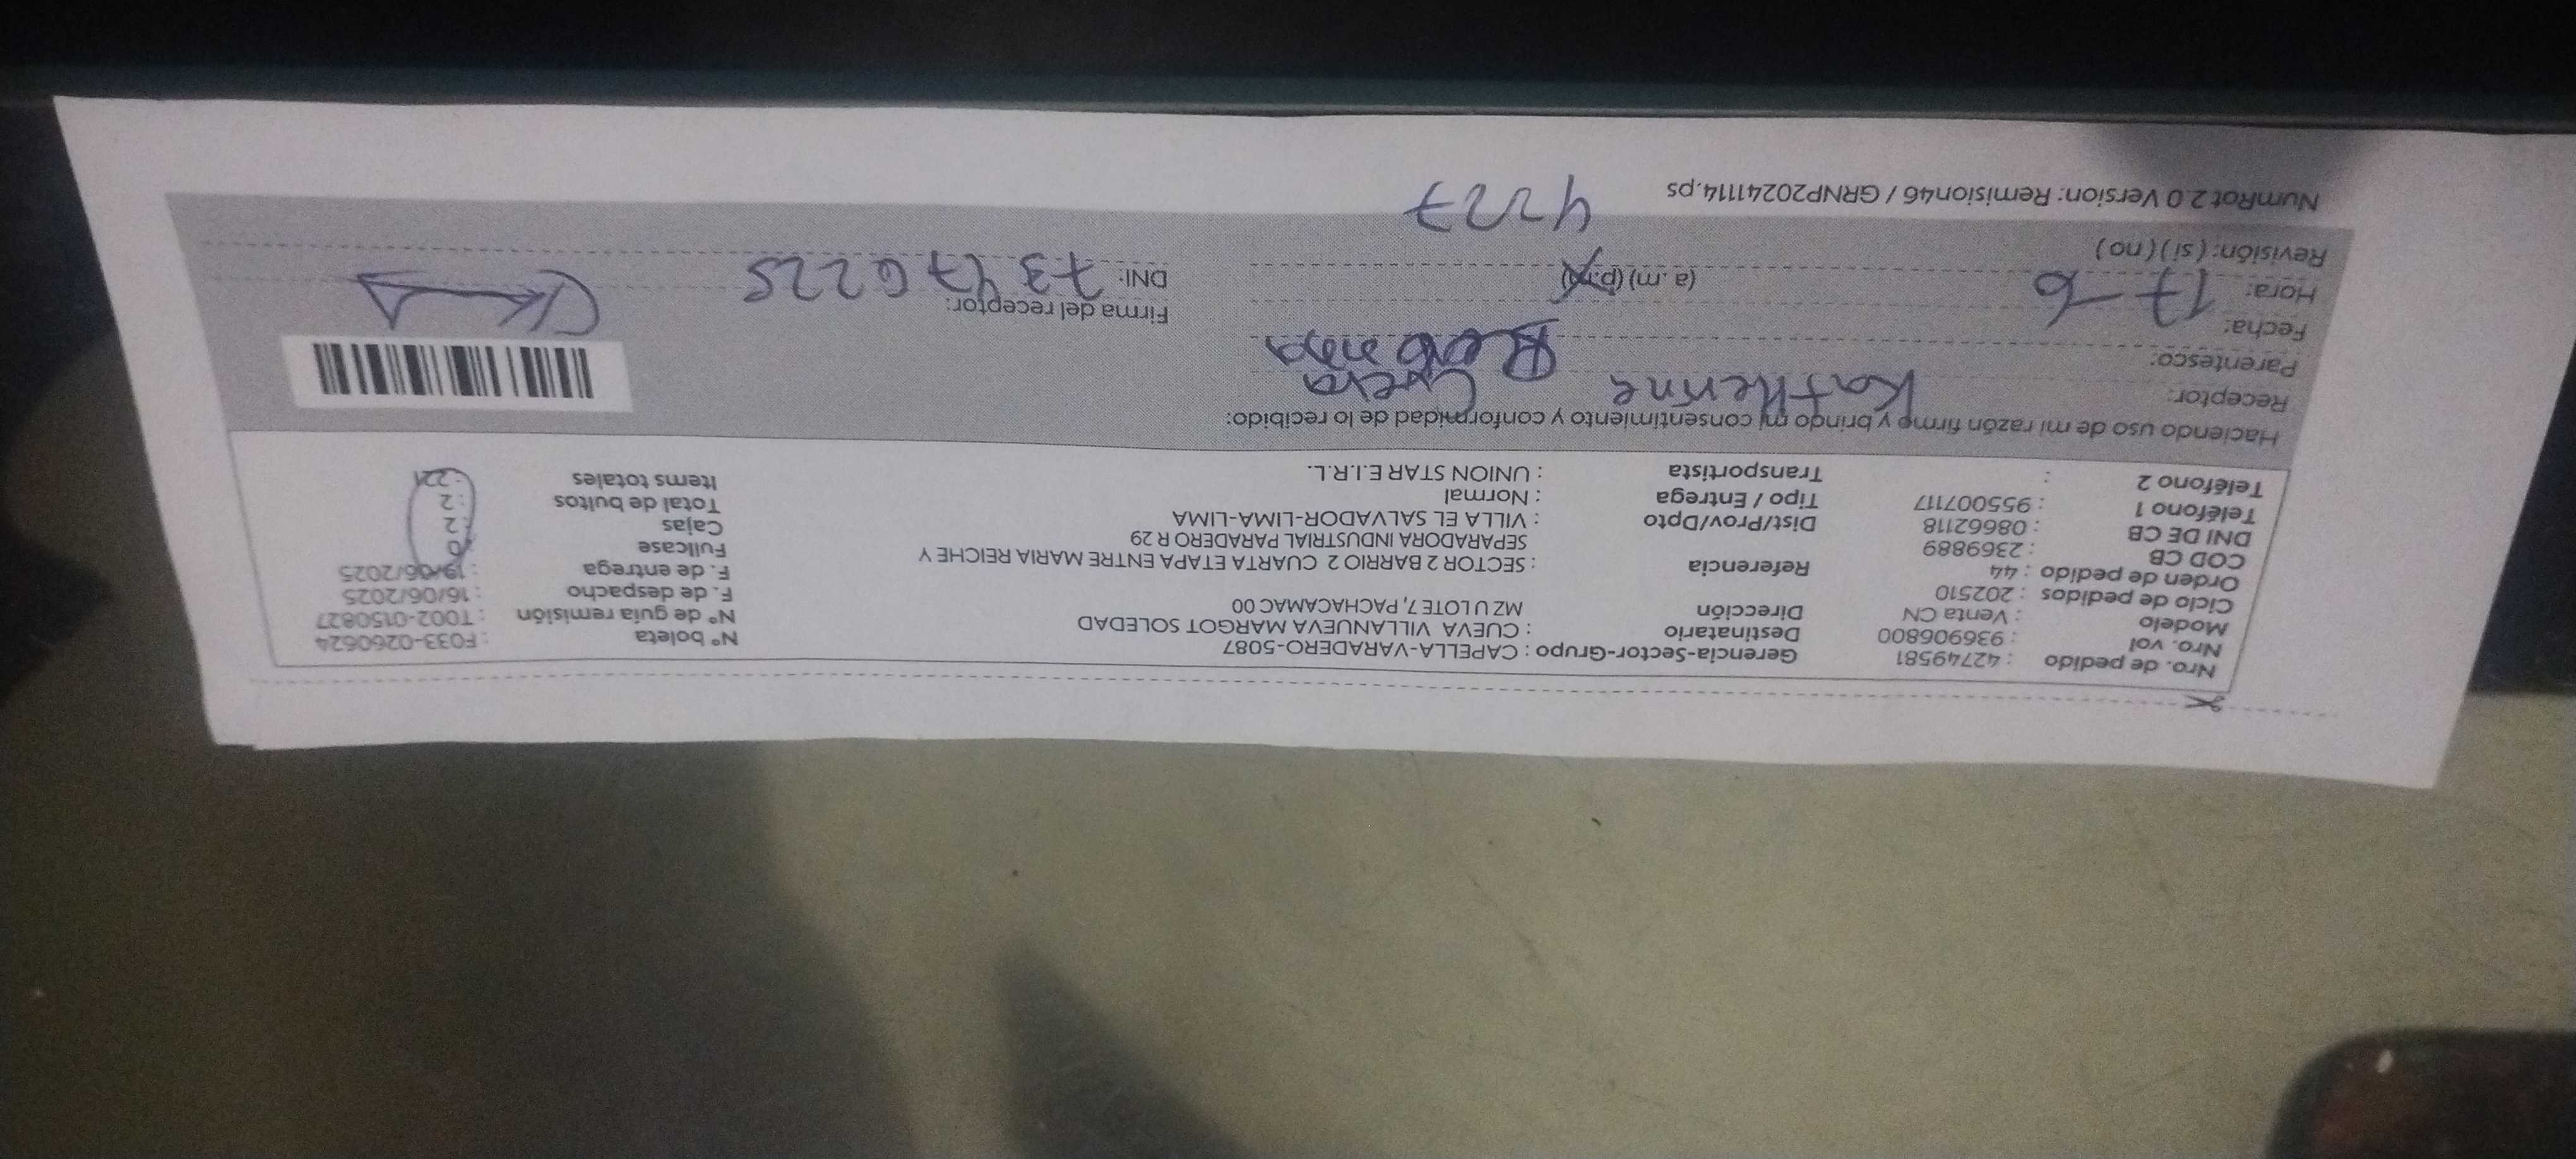 Nro. de pedido : 42749581
Nro. vol : 936906800
Modelo : Venta CN
Ciclo de pedidos : 202510
Orden de pedido : 44
COD CB : 2369889
DNI DE CB : 08662118
Teléfono 1 : 955007117
Teléfono 2 :
Gerencia-Sector-Grupo : CAPELLA-VARADERO-5087
Destinatario : CUEVA VILLANUEVA MARGOT SOLEDAD
Dirección MZ U LOTE 7, PACHACAMAC 00
Referencia : SECTOR 2 BARRIO 2 CUARTA ETAPA ENTRE MARIA REICHE Y
SEPARADORA INDUSTRIAL PARADERO R 29
Dist/Prov/Dpto : VILLA EL SALVADOR-LIMA-LIMA
Tipo / Entrega : Normal
Transportista : UNION STAR E.I.R.L.
N° boleta : F033-0260624
N° de guía remisión : T002-0150827
F. de despacho : 16/06/2025
F. de entrega : 19/06/2025
Fullcase : 0
Cajas : 2
Total de bultos : 2
Items totales : 221
Haciendo uso de mi razón firmo y brindo mi consentimiento y conformidad de lo recibido:
Receptor: Katherine Cueva
Parentesco:
Fecha: 17-6
Hora: (a.m) (p.m)
Revisión: ( si ) ( no )
Firma del receptor:
DNI: 73476225
4227
NumRot 2.0 Version: Remision46 / GRNP20241114.ps